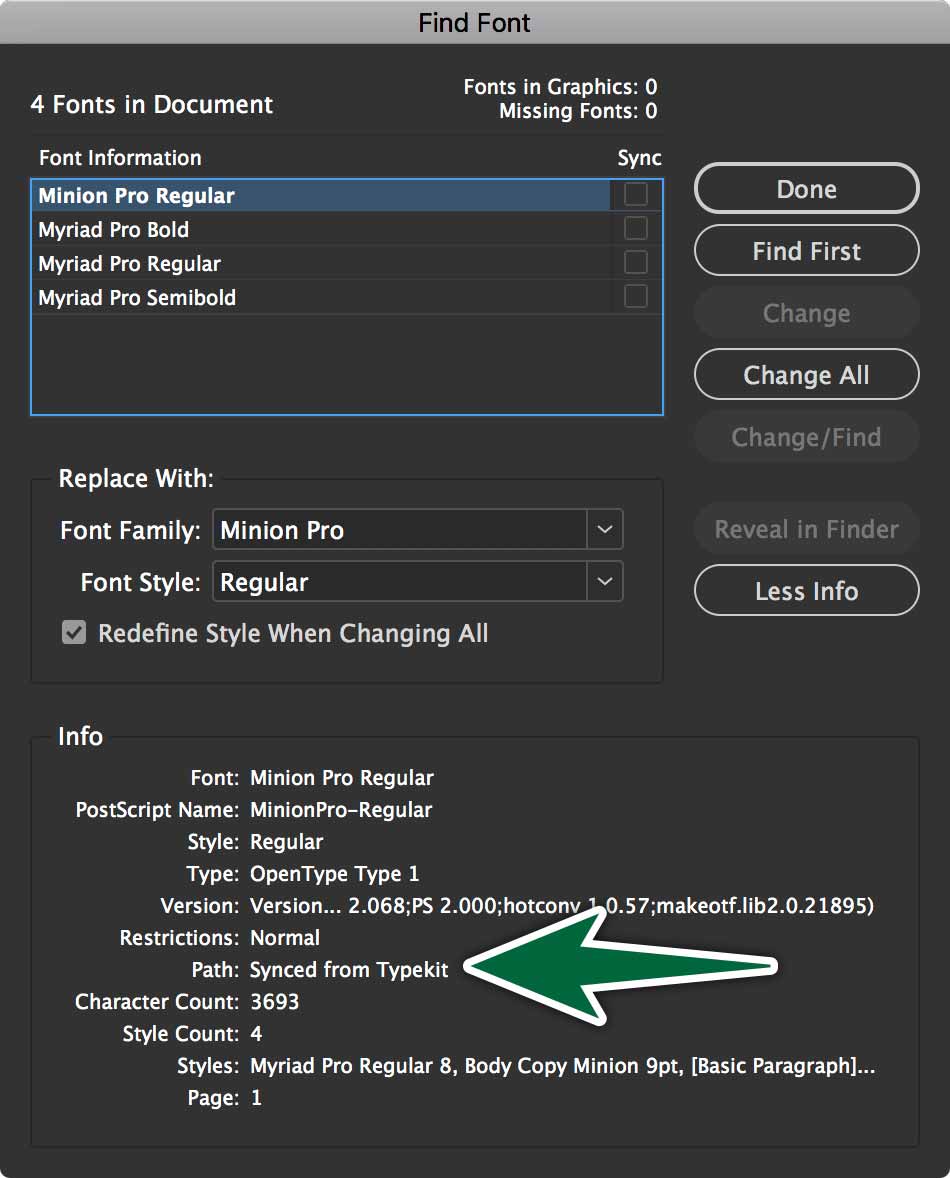 Find Font
4 Fonts in Document
Fonts in Graphics: 0
Missing Fonts: 0
Font Information
Sync
Minion Pro Regular
Myriad Pro Bold
Myriad Pro Regular
Myriad Pro Semibold
Done
Find First
Change
Change All
Change/Find
Reveal in Finder
Less Info
Replace With:
Font Family: Minion Pro
Font Style: Regular
Redefine Style When Changing All
Info
Font: Minion Pro Regular
PostScript Name: MinionPro-Regular
Style: Regular
Type: OpenType Type 1
Version: Version... 2.068;PS 2.000;hotconv 1.0.57;makeotf.lib2.0.21895)
Restrictions: Normal
Path: Synced from Typekit
Character Count: 3693
Style Count: 4
Styles: Myriad Pro Regular 8, Body Copy Minion 9pt, [Basic Paragraph]...
Page: 1